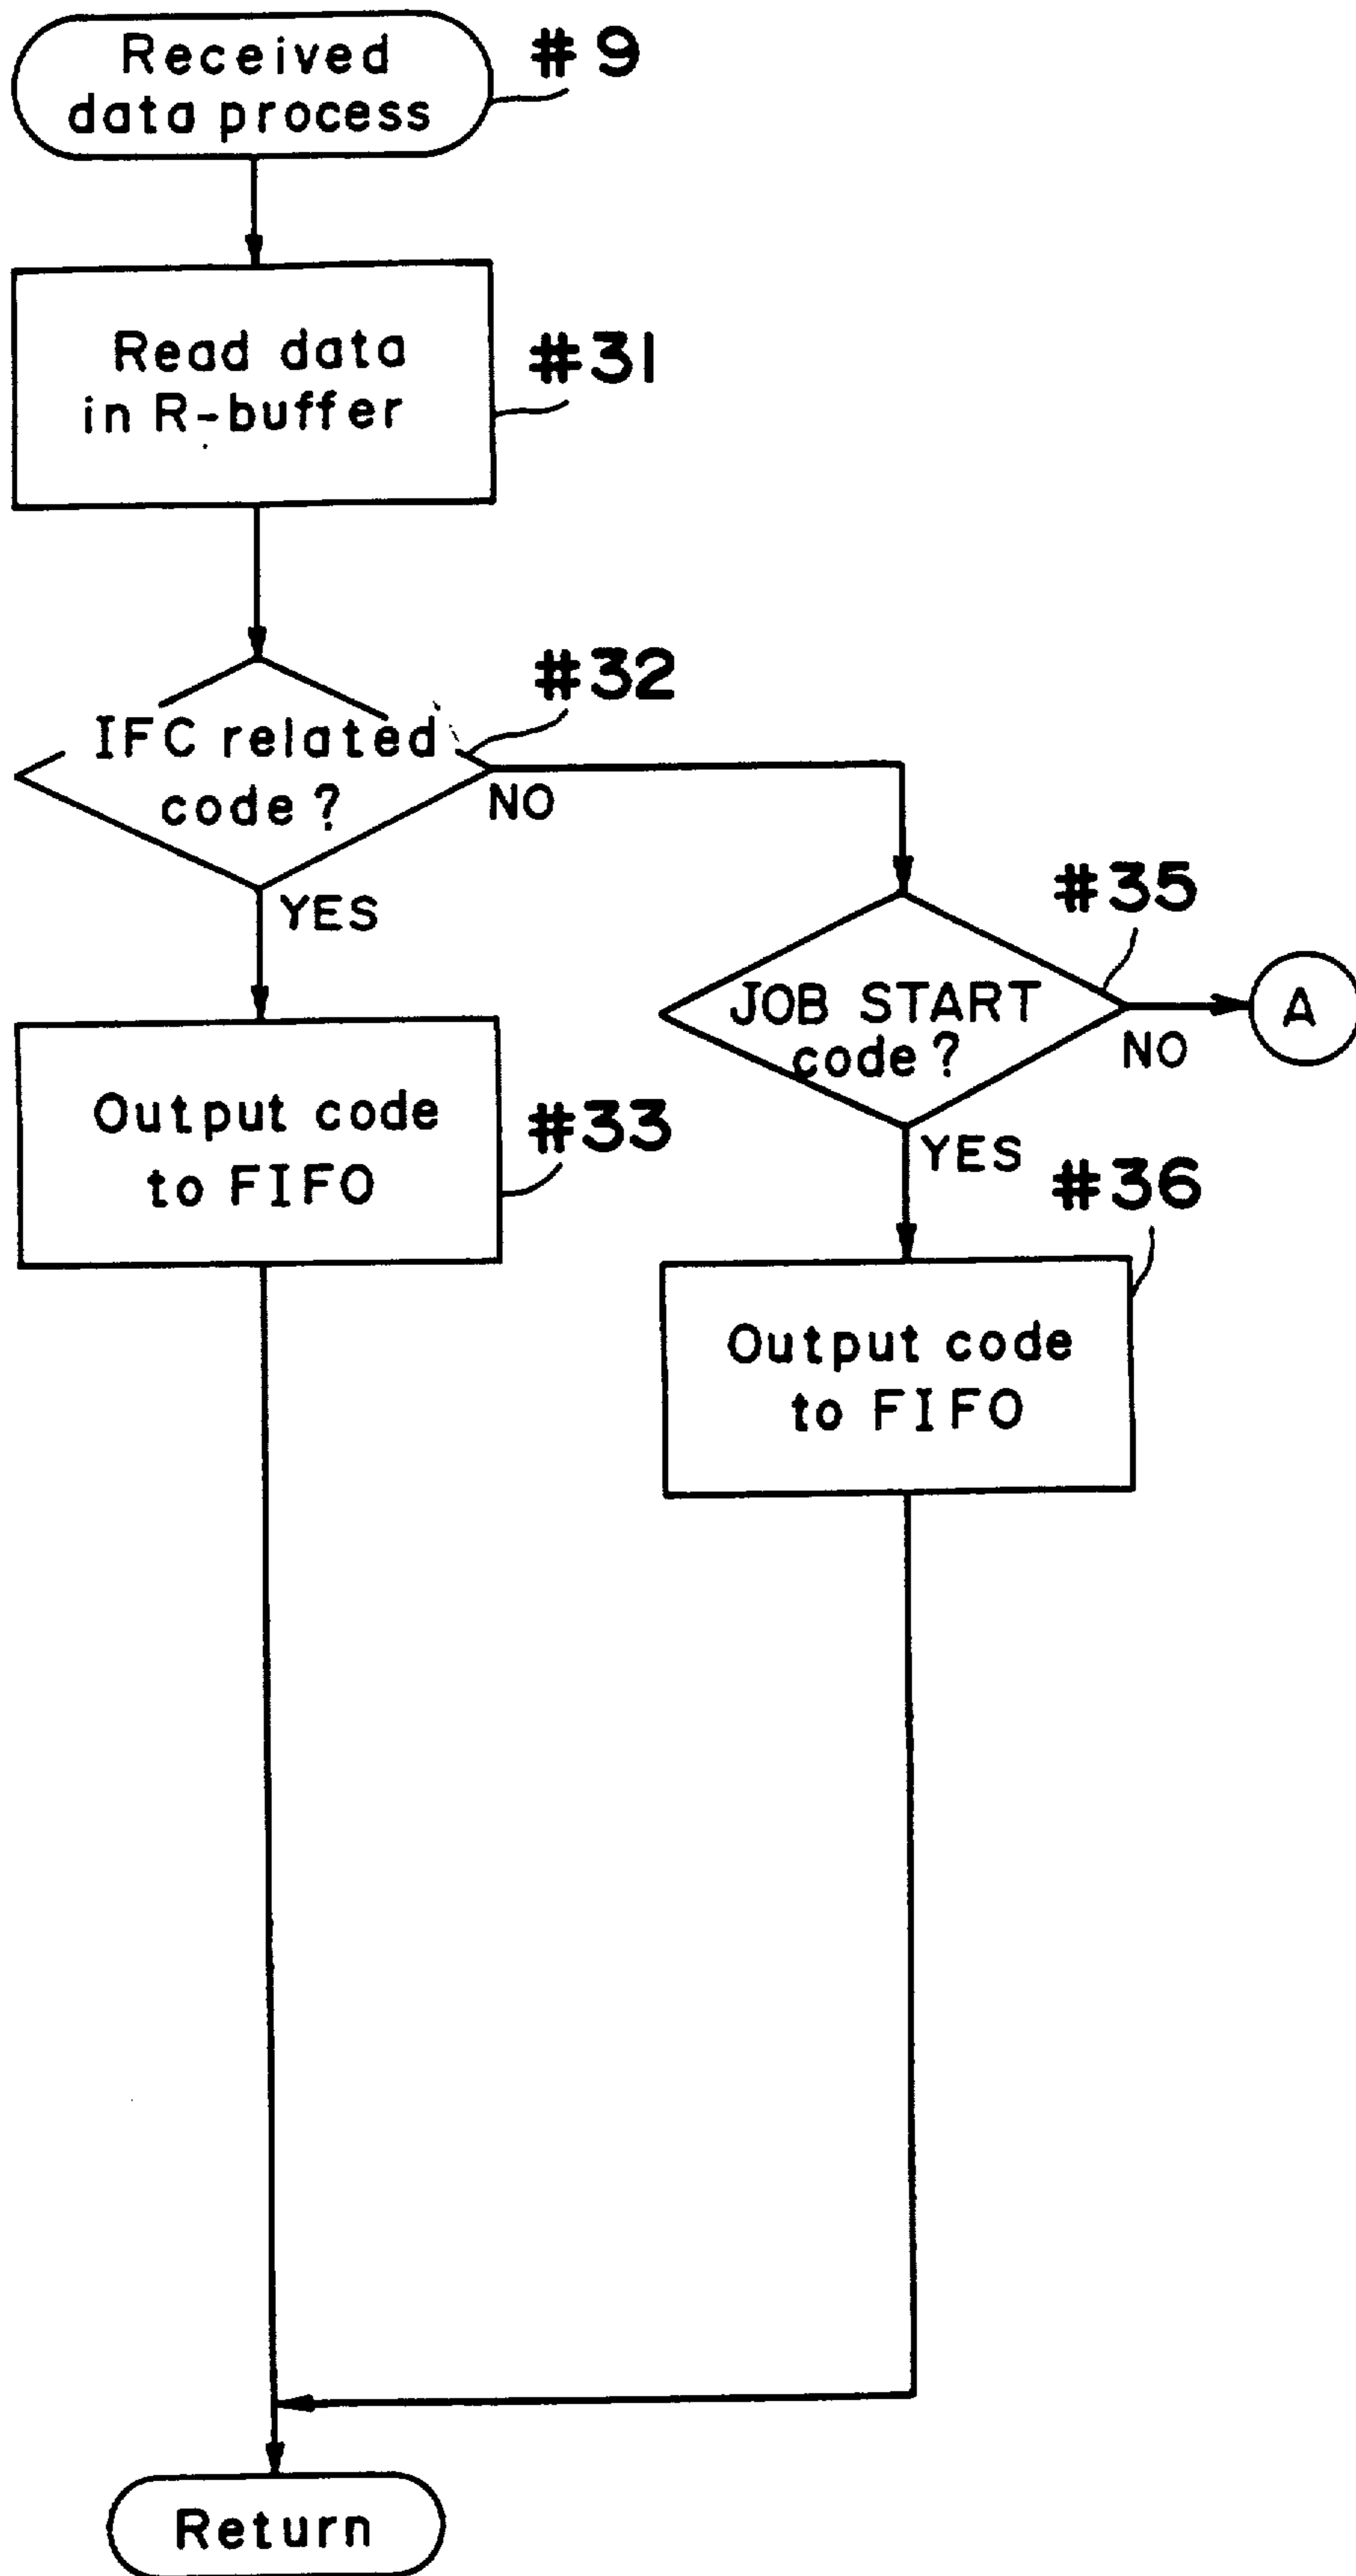 Received
data process
#9
Read data
in R-buffer
#31
IFC related
code?
#32
NO
YES
JOB START
code?
#35
NO
A
YES
Output code
to FIFO
#33
Output code
to FIFO
#36
Return